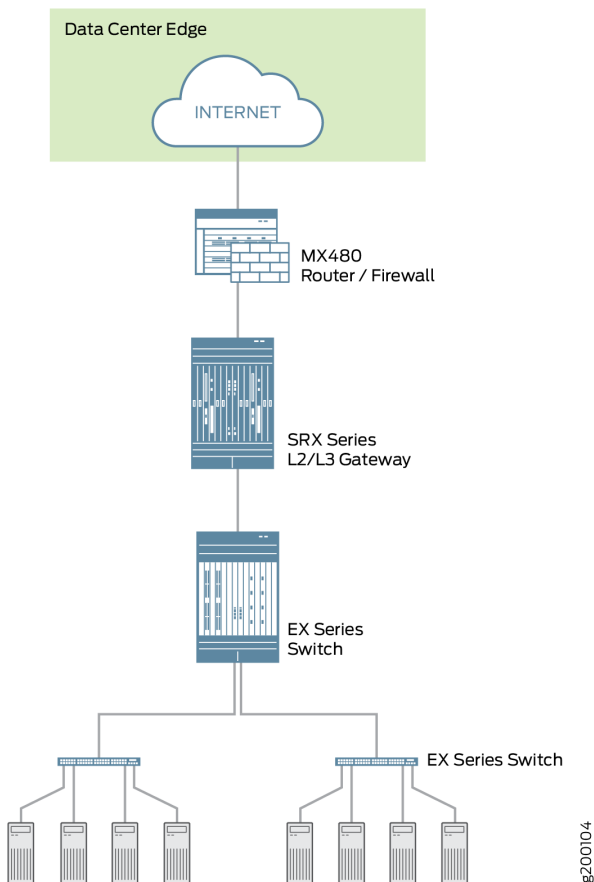 Data Center Edge
INTERNET
MX480
Router / Firewall
SRX Series
L2/L3 Gateway
EX Series
Switch
EX Series Switch
g200104